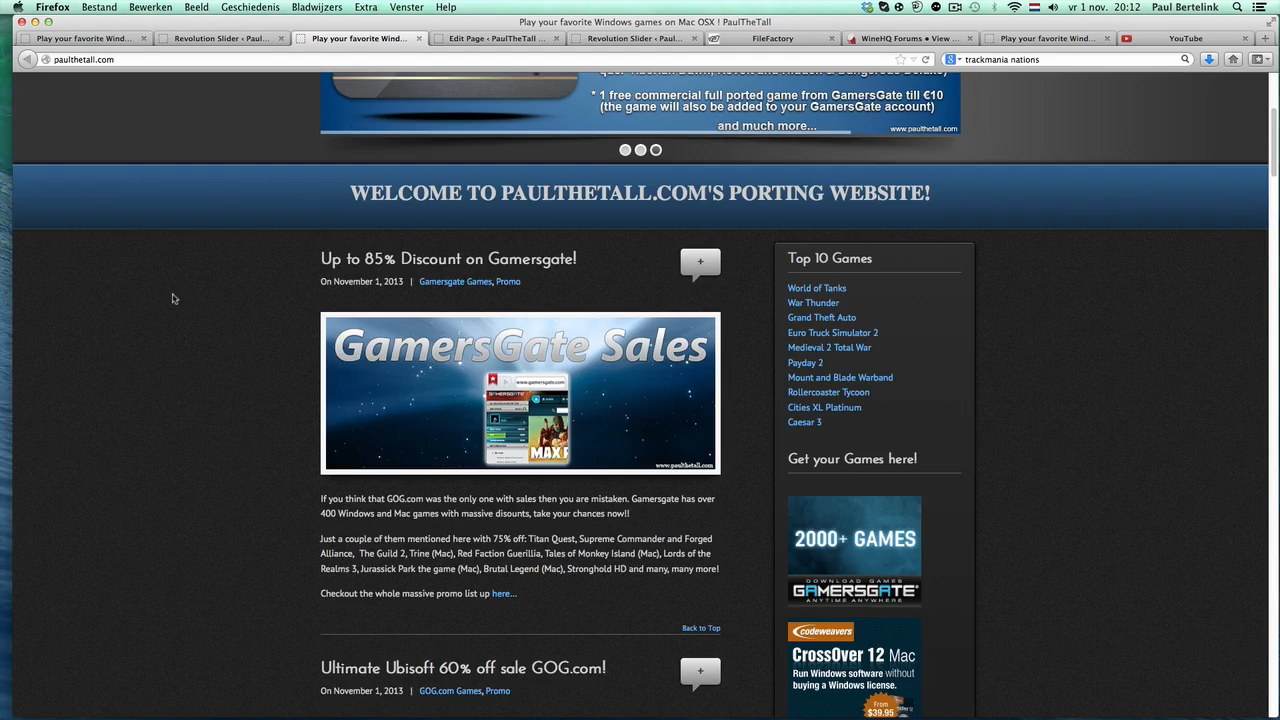 Firefox Bestand Bewerken Beeld Geschiedenis Bladwijzers Extra Venster Help vr 1 nov. 20:12 Paul Bertelink
Play your favorite Windows games on Mac OSX ! PaulTheTall
Play your favorite Wind... Revolution Slider ‹ Paul... Play your favorite Wind... Edit Page ‹ PaulTheTall ... Revolution Slider ‹ Paul... FileFactory WineHQ Forums • View ... Play your favorite Wind... YouTube
paulthetall.com trackmania nations
* 1 free commercial full ported game from GamersGate till €10
(the game will also be added to your GamersGate account)
and much more...
www.paulthetall.com
WELCOME TO PAULTHETALL.COM'S PORTING WEBSITE!
Up to 85% Discount on Gamersgate!
On November 1, 2013 | Gamersgate Games, Promo
GamersGate Sales
www.gamersgate.com
www.paulthetall.com
If you think that GOG.com was the only one with sales then you are mistaken. Gamersgate has over
400 Windows and Mac games with massive disounts, take your chances now!!
Just a couple of them mentioned here with 75% off: Titan Quest, Supreme Commander and Forged
Alliance, The Guild 2, Trine (Mac), Red Faction Guerillia, Tales of Monkey Island (Mac), Lords of the
Realms 3, Jurassick Park the game (Mac), Brutal Legend (Mac), Stronghold HD and many, many more!
Checkout the whole massive promo list up here...
Back to Top
Ultimate Ubisoft 60% off sale GOG.com!
On November 1, 2013 | GOG.com Games, Promo
Top 10 Games
World of Tanks
War Thunder
Grand Theft Auto
Euro Truck Simulator 2
Medieval 2 Total War
Payday 2
Mount and Blade Warband
Rollercoaster Tycoon
Cities XL Platinum
Caesar 3
Get your Games here!
2000+ GAMES
DOWNLOAD GAMES
GAMERSGATE
ANYTIME ANYWHERE
codeweavers
CrossOver 12 Mac
Run Windows software without
buying a Windows license.
From
$39.95